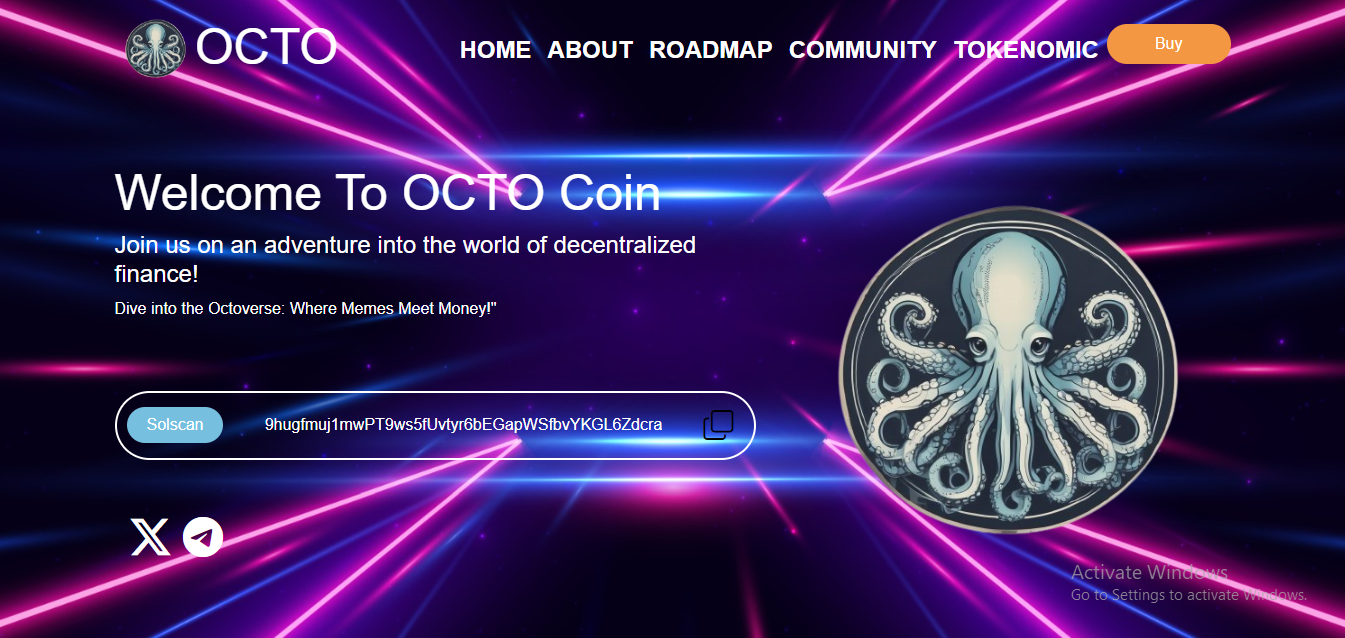 OCTO
HOME ABOUT ROADMAP COMMUNITY TOKENOMIC Buy
Welcome To OCTO Coin
Join us on an adventure into the world of decentralized
finance!
Dive into the Octoverse: Where Memes Meet Money!"
Solscan 9hugfmuj1mwPT9ws5fUvtyr6bEGapWSfbvYKGL6Zdcra
Activate Windows
Go to Settings to activate Windows.